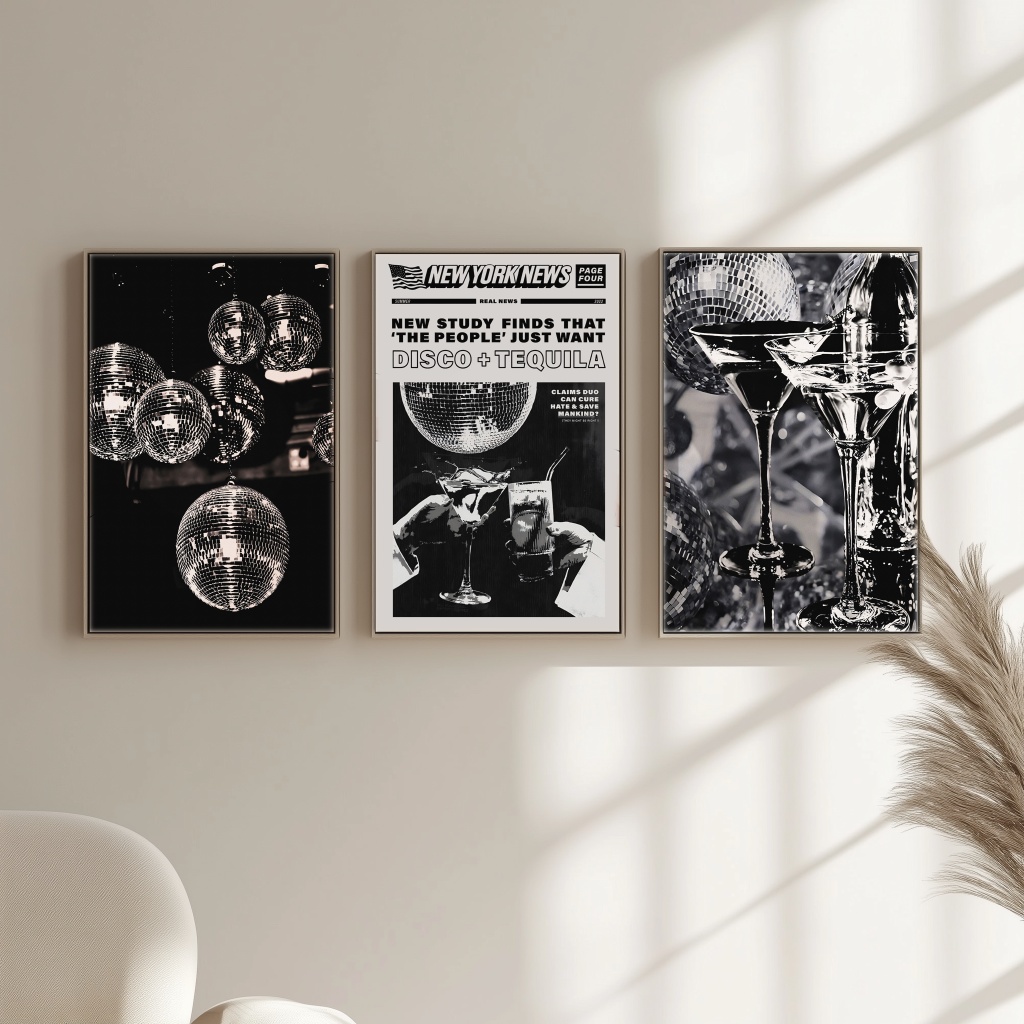 NEW YORK NEWS
PAGE
FOUR
SUMMER
REAL NEWS
2022
NEW STUDY FINDS THAT
'THE PEOPLE' JUST WANT
DISCO + TEQUILA
CLAIMS DUO
CAN CURE
HATE & SAVE
MANKIND?